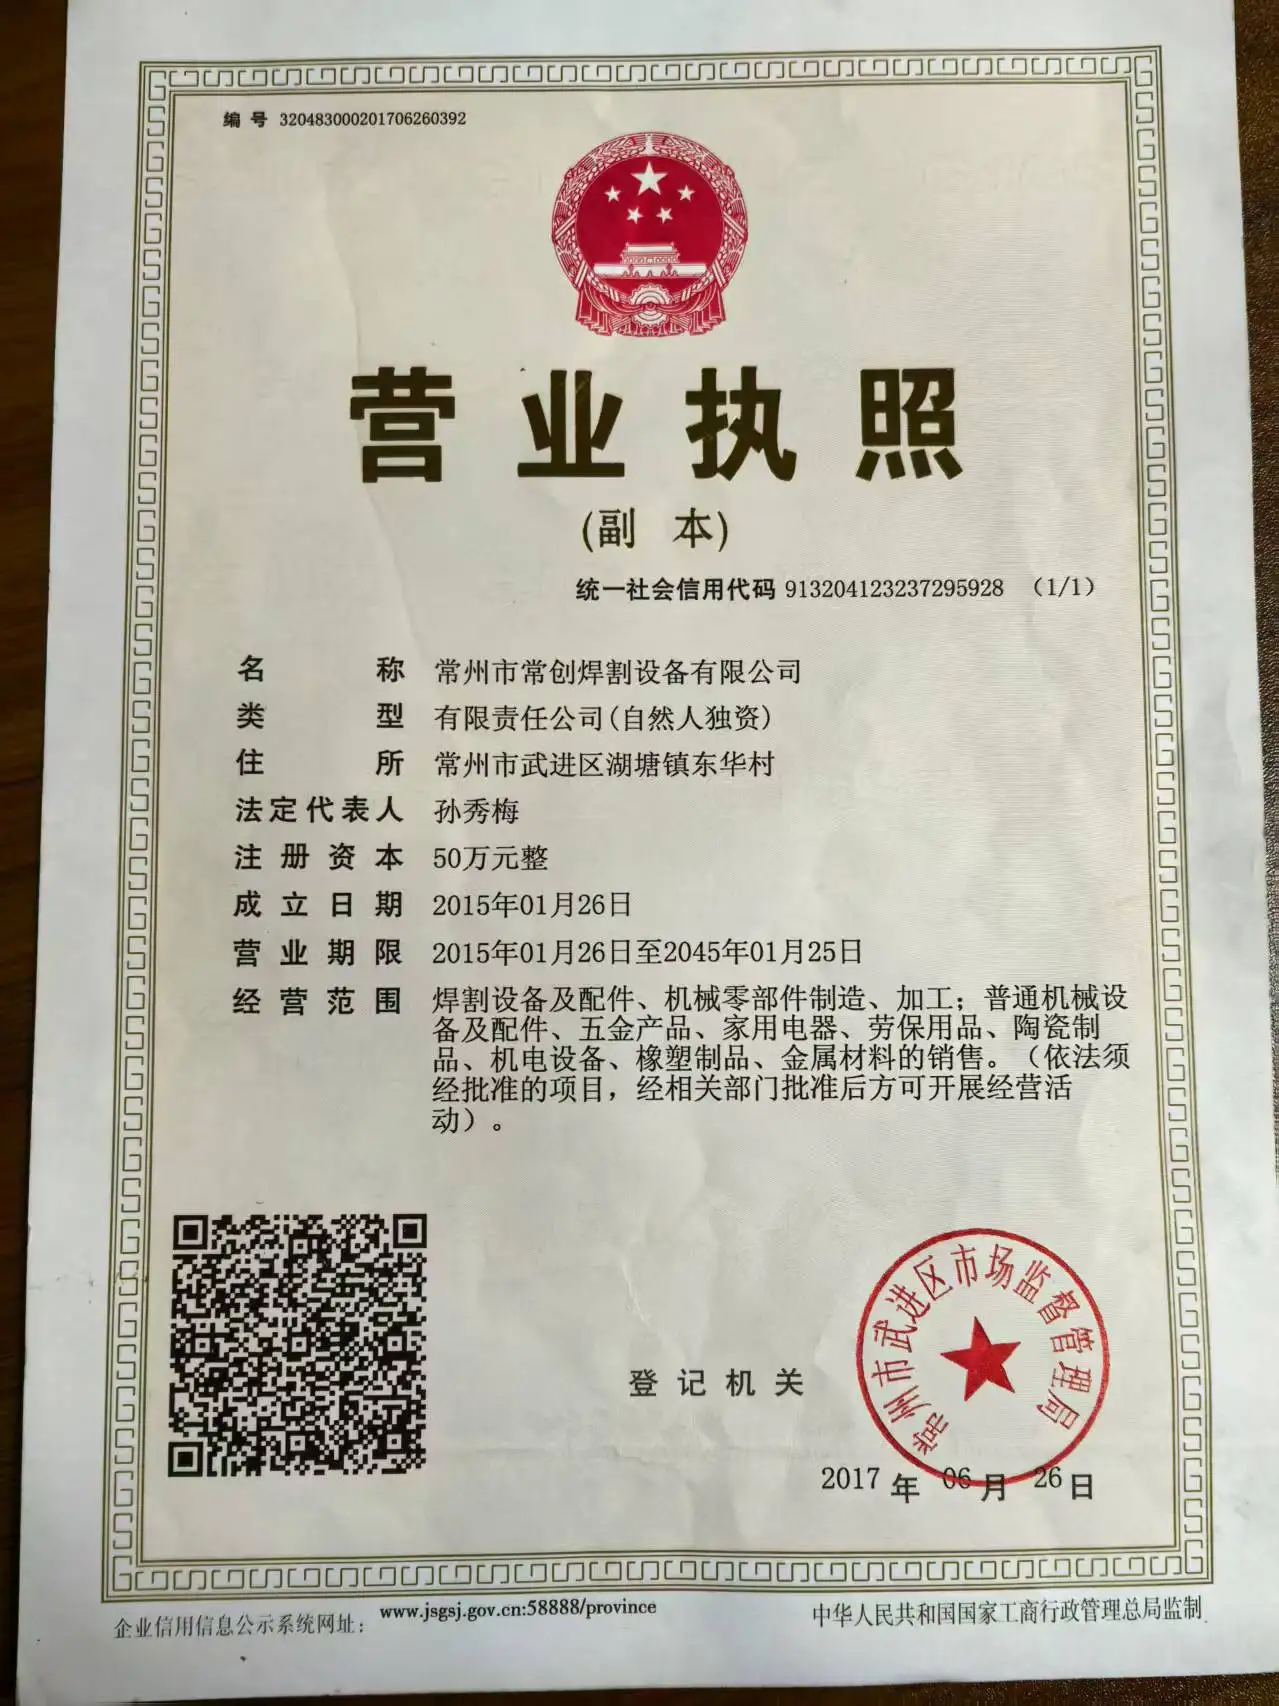 编号 320483000201706260392
营业执照
(副本)
统一社会信用代码 913204123237295928 （1/1）
名称 常州市常创焊割设备有限公司
类型 有限责任公司(自然人独资)
住所 常州市武进区湖塘镇东华村
法定代表人 孙秀梅
注册资本 50万元整
成立日期 2015年01月26日
营业期限 2015年01月26日至2045年01月25日
经营范围 焊割设备及配件、机械零部件制造、加工；普通机械设
备及配件、五金产品、家用电器、劳保用品、陶瓷制
品、机电设备、橡塑制品、金属材料的销售。（依法须
经批准的项目，经相关部门批准后方可开展经营活
动）。
常州市武进区市场监督管理局
登记机关
2017年06月26日
企业信用信息公示系统网址： www.jsgsj.gov.cn:58888/province
中华人民共和国国家工商行政管理总局监制